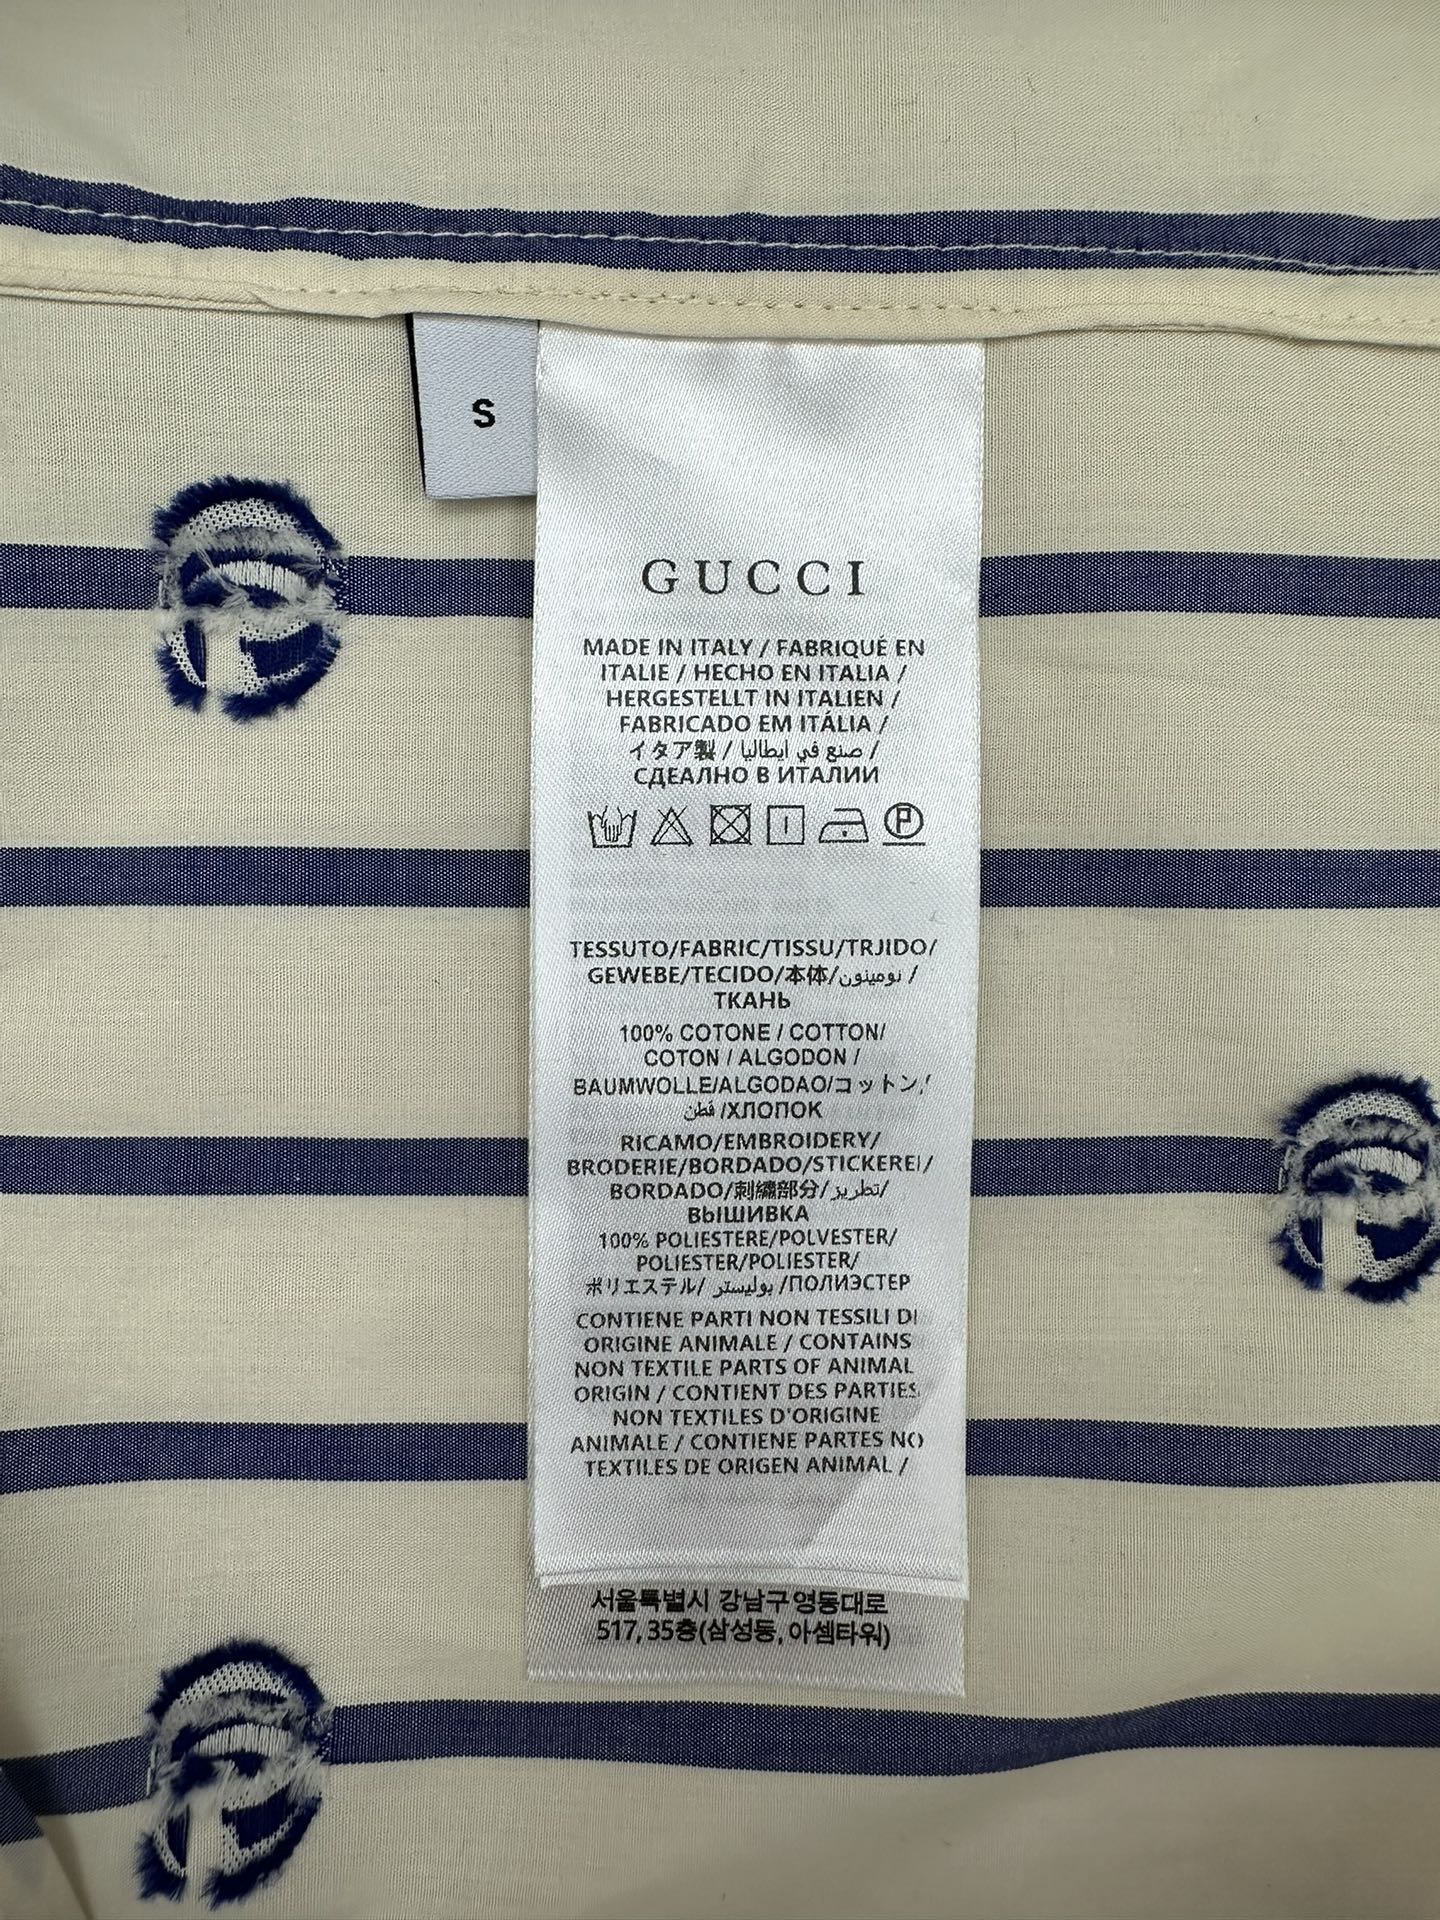 S
GUCCI
MADE IN ITALY / FABRIQUÉ EN
ITALIE / HECHO EN ITALIA /
HERGESTELLT IN ITALIEN /
FABRICADO EM ITÁLIA /
イタア製 / صنع في ايطاليا /
СДЕАЛНО В ИТАЛИИ
P
TESSUTO/FABRIC/TISSU/TRJIDO/
GEWEBE/TECIDO/本体/نومينون /
ТКАНЬ
100% COTONE / COTTON/
COTON / ALGODON /
BAUMWOLLE/ALGODAO/コットン/
قطن /ХЛОПОК
RICAMO/EMBROIDERY/
BRODERIE/BORDADO/STICKEREI/
BORDADO/刺繍部分/تطريز/
ВЫШИВКА
100% POLIESTERE/POLVESTER/
POLIESTER/POLIESTER/
ポリエステル/ بوليستر /ПОЛИЭСТЕР
CONTIENE PARTI NON TESSILI DI
ORIGINE ANIMALE / CONTAINS
NON TEXTILE PARTS OF ANIMAL
ORIGIN / CONTIENT DES PARTIES
NON TEXTILES D'ORIGINE
ANIMALE / CONTIENE PARTES NO
TEXTILES DE ORIGEN ANIMAL /
서울특별시 강남구 영동대로
517, 35층(삼성동, 아셈타워)